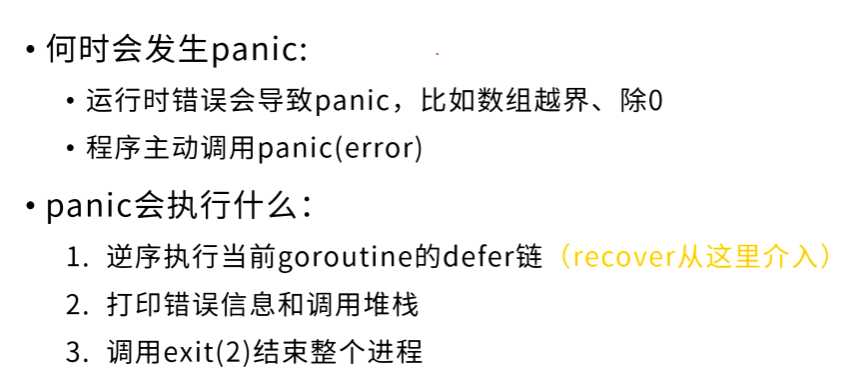 • 何时会发生panic:
• 运行时错误会导致panic，比如数组越界、除0
• 程序主动调用panic(error)
• panic会执行什么：
1. 逆序执行当前goroutine的defer链（recover从这里介入）
2. 打印错误信息和调用堆栈
3. 调用exit(2)结束整个进程